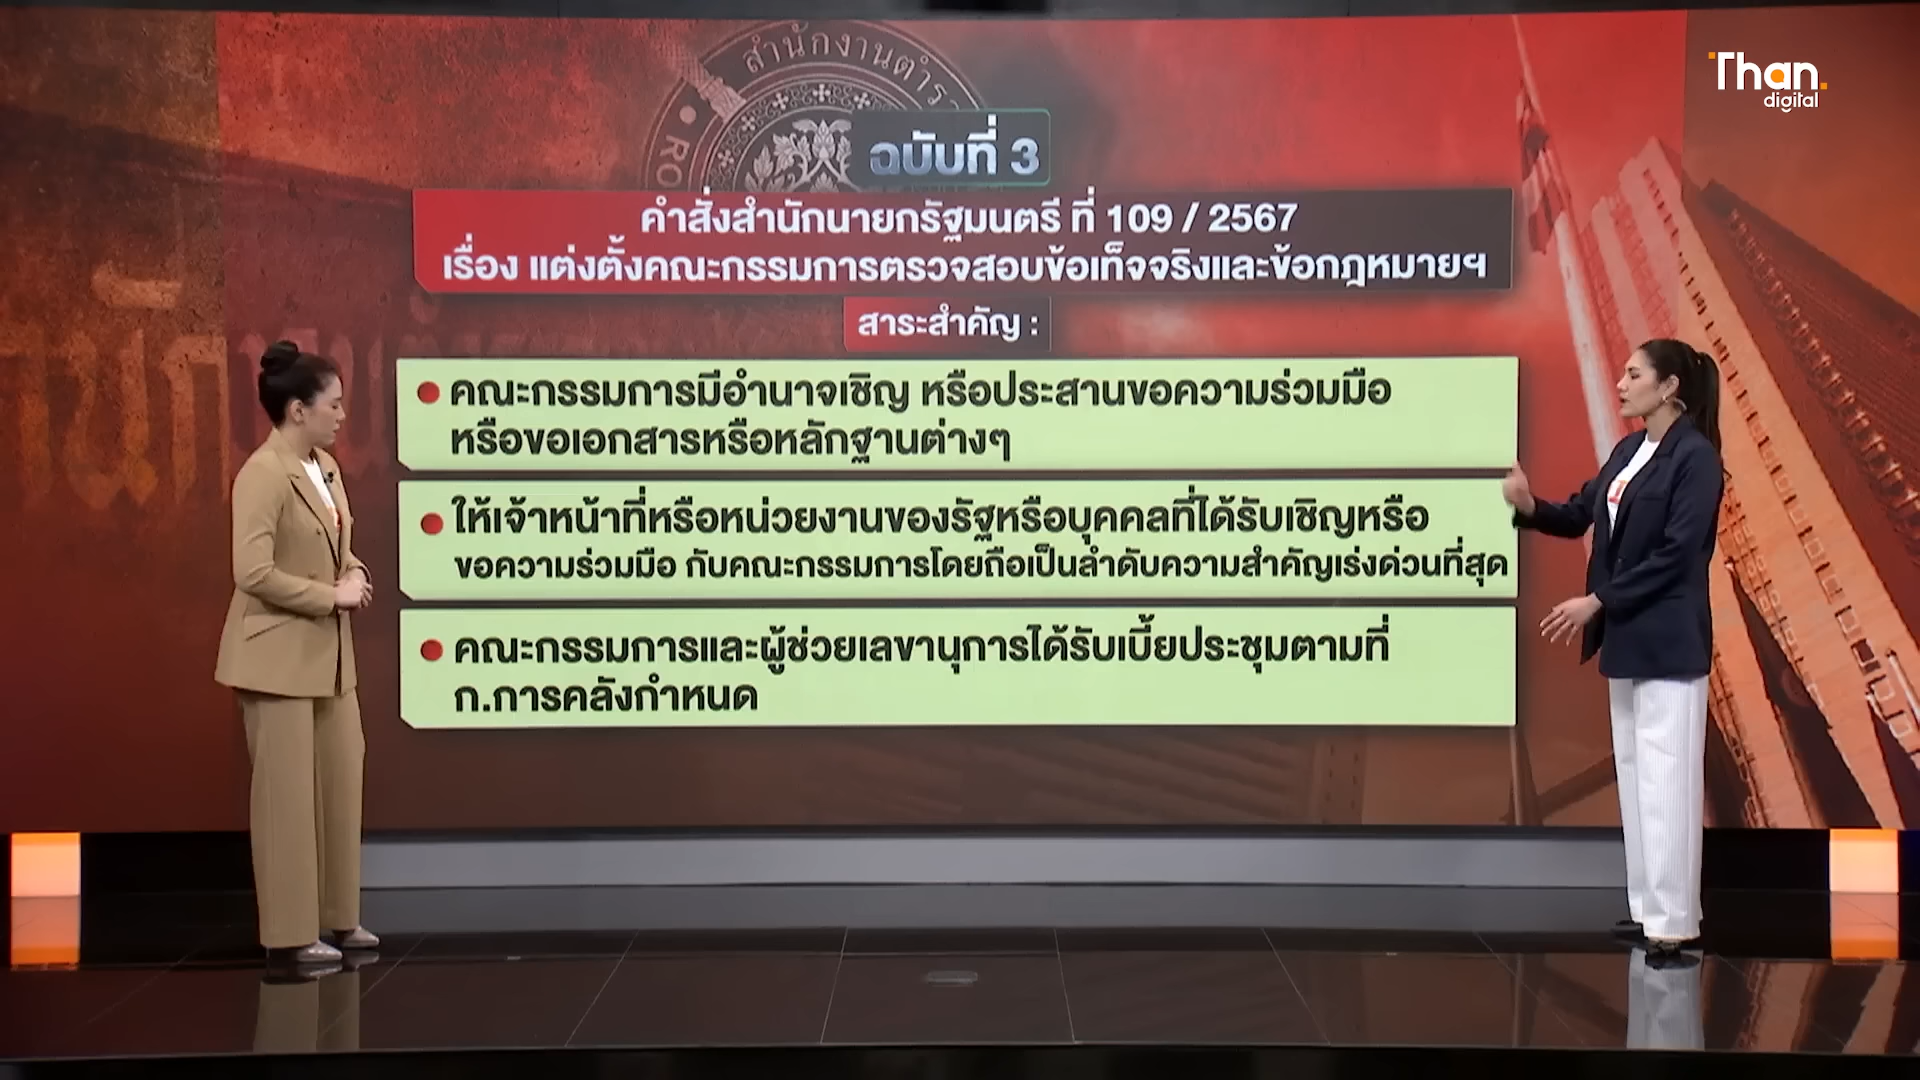 Than.
digital
สำนักงานตำรว
ฉบับที่ 3
คำสั่งสำนักนายกรัฐมนตรี ที่ 109 / 2567
เรื่อง แต่งตั้งคณะกรรมการตรวจสอบข้อเท็จจริงและข้อกฎหมายฯ
สาระสำคัญ :
• คณะกรรมการมีอำนาจเชิญ หรือประสานขอความร่วมมือ
หรือขอเอกสารหรือหลักฐานต่างๆ
• ให้เจ้าหน้าที่หรือหน่วยงานของรัฐหรือบุคคลที่ได้รับเชิญหรือ
ขอความร่วมมือ กับคณะกรรมการโดยถือเป็นลำดับความสำคัญเร่งด่วนที่สุด
• คณะกรรมการและผู้ช่วยเลขานุการได้รับเบี้ยประชุมตามที่
ก.การคลังกำหนด